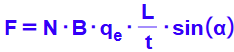 F = N · B · qₑ · L/t · sin(α)